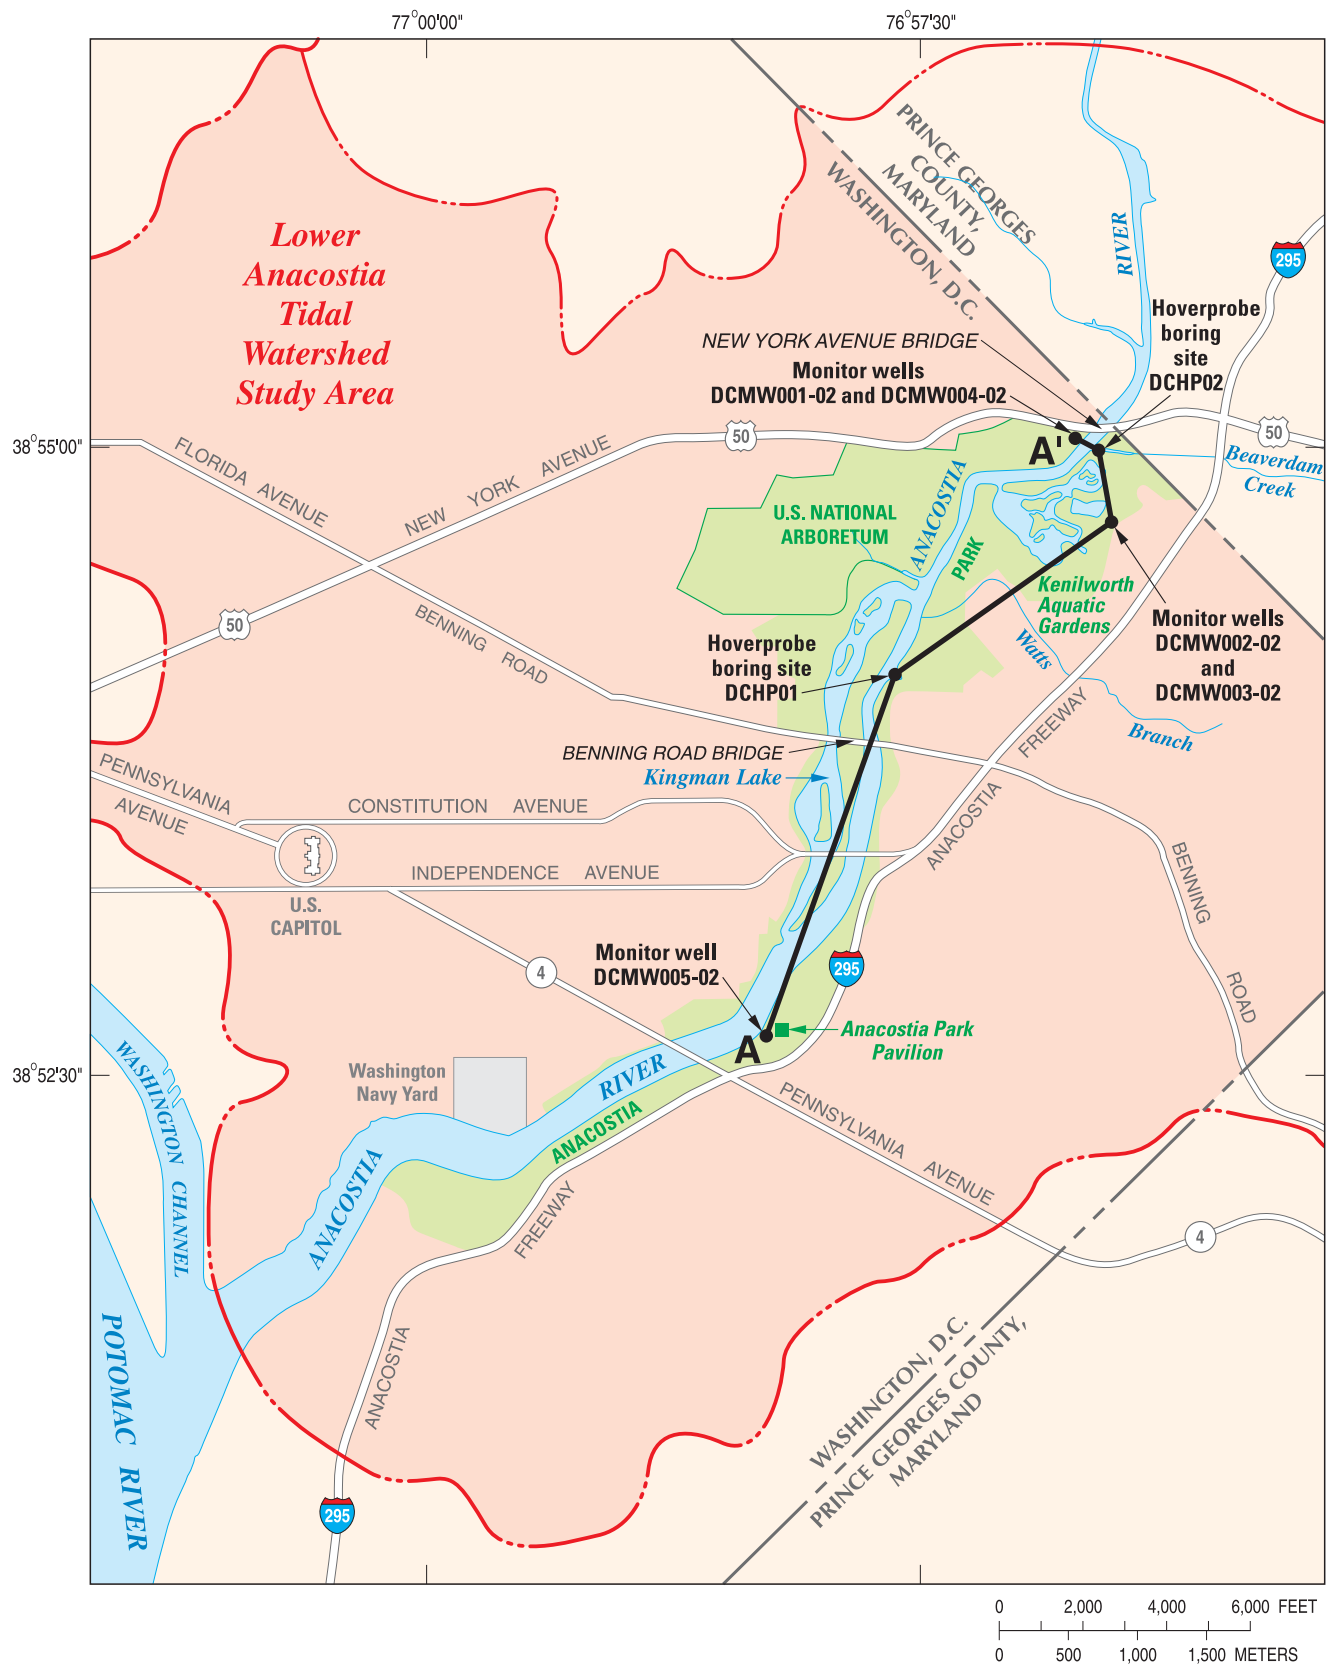 77°00'00"
76°57'30"
PRINCE GEORGES
COUNTY,
MARYLAND
WASHINGTON, D.C.
RIVER
295
Lower
Anacostia
Tidal
Watershed
Study Area
Hoverprobe
boring
site
DCHP02
NEW YORK AVENUE BRIDGE
Monitor wells
DCMW001-02 and DCMW004-02
38°55'00"
50
50
A'
Beaverdam
Creek
FLORIDA AVENUE
NEW YORK AVENUE
ANACOSTIA
U.S. NATIONAL
ARBORETUM
PARK
Kenilworth
Aquatic
Gardens
50
BENNING ROAD
Monitor wells
DCMW002-02
and
DCMW003-02
Watts
Branch
Hoverprobe
boring site
DCHP01
FREEWAY
BENNING ROAD BRIDGE
Kingman Lake
PENNSYLVANIA
AVENUE
CONSTITUTION AVENUE
ANACOSTIA
INDEPENDENCE AVENUE
BENNING
ROAD
U.S.
CAPITOL
Monitor well
DCMW005-02
4
295
A
Anacostia Park
Pavilion
38°52'30"
WASHINGTON CHANNEL
Washington
Navy Yard
RIVER
ANACOSTIA
PENNSYLVANIA AVENUE
ANACOSTIA
FREEWAY
4
POTOMAC RIVER
ANACOSTIA
WASHINGTON, D.C.
PRINCE GEORGES COUNTY,
MARYLAND
295
0 2,000 4,000 6,000 FEET
0 500 1,000 1,500 METERS